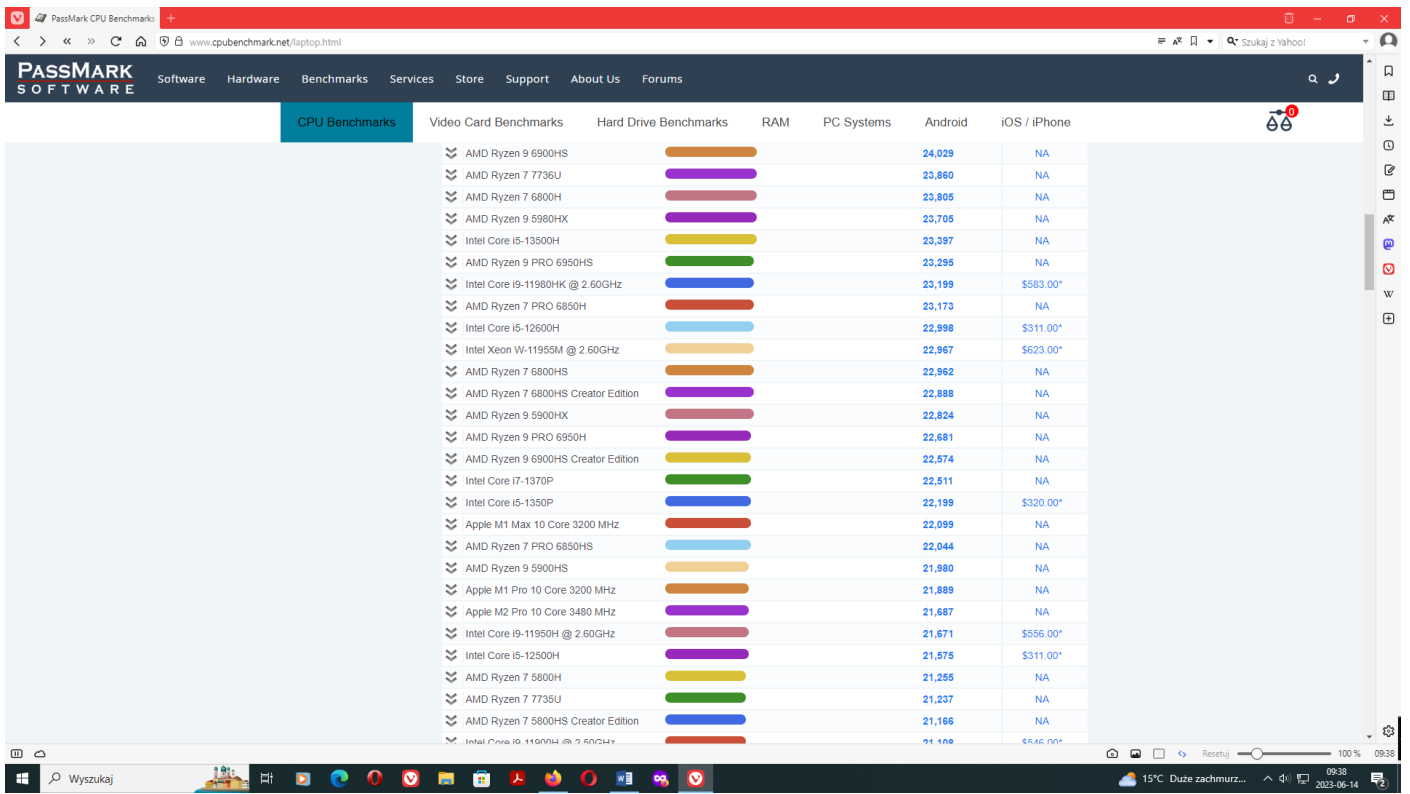 PassMark CPU Benchmarks
www.cpubenchmark.net/laptop.html
Szukaj z Yahoo!
PASSMARK
SOFTWARE
Software Hardware Benchmarks Services Store Support About Us Forums
CPU Benchmarks Video Card Benchmarks Hard Drive Benchmarks RAM PC Systems Android iOS / iPhone 0
AMD Ryzen 9 6900HS 24,029 NA
AMD Ryzen 7 7736U 23,860 NA
AMD Ryzen 7 6800H 23,805 NA
AMD Ryzen 9 5980HX 23,705 NA
Intel Core i5-13500H 23,397 NA
AMD Ryzen 9 PRO 6950HS 23,295 NA
Intel Core i9-11980HK @ 2.60GHz 23,199 $583.00*
AMD Ryzen 7 PRO 6850H 23,173 NA
Intel Core i5-12600H 22,998 $311.00*
Intel Xeon W-11955M @ 2.60GHz 22,967 $623.00*
AMD Ryzen 7 6800HS 22,962 NA
AMD Ryzen 7 6800HS Creator Edition 22,888 NA
AMD Ryzen 9 5900HX 22,824 NA
AMD Ryzen 9 PRO 6950H 22,681 NA
AMD Ryzen 9 6900HS Creator Edition 22,574 NA
Intel Core i7-1370P 22,511 NA
Intel Core i5-1350P 22,199 $320.00*
Apple M1 Max 10 Core 3200 MHz 22,099 NA
AMD Ryzen 7 PRO 6850HS 22,044 NA
AMD Ryzen 9 5900HS 21,980 NA
Apple M1 Pro 10 Core 3200 MHz 21,889 NA
Apple M2 Pro 10 Core 3480 MHz 21,687 NA
Intel Core i9-11950H @ 2.60GHz 21,671 $556.00*
Intel Core i5-12500H 21,575 $311.00*
AMD Ryzen 7 5800H 21,255 NA
AMD Ryzen 7 7735U 21,237 NA
AMD Ryzen 7 5800HS Creator Edition 21,166 NA
Intel Core i9-11900H @ 2.50GHz 21,108 $546.00*
Resetuj 100 % 09:38
Wyszukaj
15°C Duże zachmurz...
09:38
2023-06-14
2